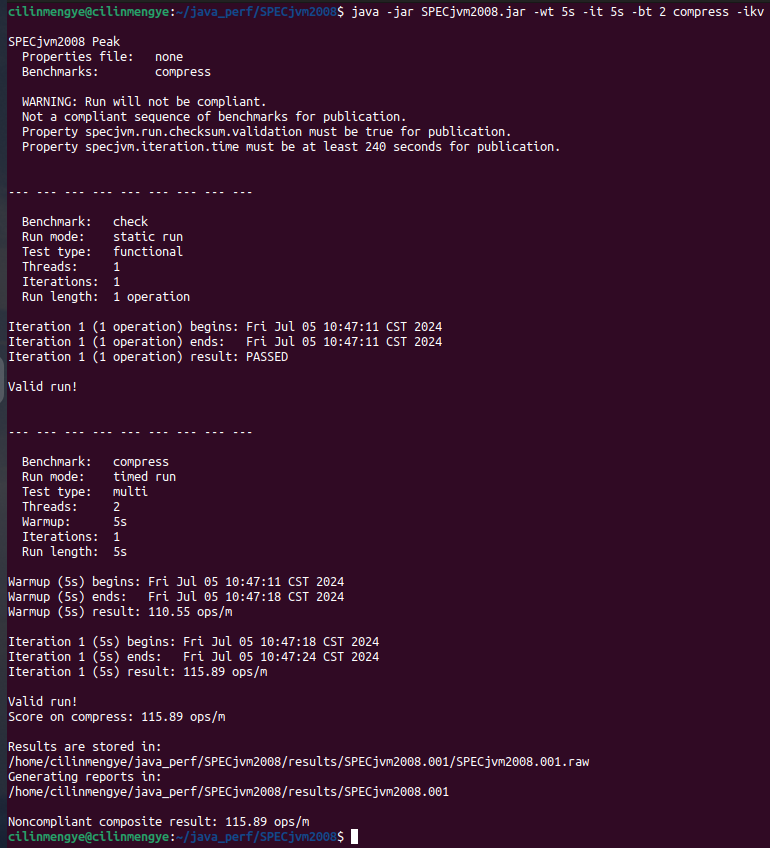 cilinmengye@cilinmengye:~/java_perf/SPECjvm2008$ java -jar SPECjvm2008.jar -wt 5s -it 5s -bt 2 compress -ikv
SPECjvm2008 Peak
  Properties file:   none
  Benchmarks:        compress
  WARNING: Run will not be compliant.
  Not a compliant sequence of benchmarks for publication.
  Property specjvm.run.checksum.validation must be true for publication.
  Property specjvm.iteration.time must be at least 240 seconds for publication.
--- --- --- --- --- --- --- --- ---
  Benchmark:   check
  Run mode:    static run
  Test type:   functional
  Threads:     1
  Iterations:  1
  Run length:  1 operation
Iteration 1 (1 operation) begins: Fri Jul 05 10:47:11 CST 2024
Iteration 1 (1 operation) ends:   Fri Jul 05 10:47:11 CST 2024
Iteration 1 (1 operation) result: PASSED
Valid run!
--- --- --- --- --- --- --- --- ---
  Benchmark:   compress
  Run mode:    timed run
  Test type:   multi
  Threads:     2
  Warmup:      5s
  Iterations:  1
  Run length:  5s
Warmup (5s) begins: Fri Jul 05 10:47:11 CST 2024
Warmup (5s) ends:   Fri Jul 05 10:47:18 CST 2024
Warmup (5s) result: 110.55 ops/m
Iteration 1 (5s) begins: Fri Jul 05 10:47:18 CST 2024
Iteration 1 (5s) ends:   Fri Jul 05 10:47:24 CST 2024
Iteration 1 (5s) result: 115.89 ops/m
Valid run!
Score on compress: 115.89 ops/m
Results are stored in:
/home/cilinmengye/java_perf/SPECjvm2008/results/SPECjvm2008.001/SPECjvm2008.001.raw
Generating reports in:
/home/cilinmengye/java_perf/SPECjvm2008/results/SPECjvm2008.001
Noncompliant composite result: 115.89 ops/m
cilinmengye@cilinmengye:~/java_perf/SPECjvm2008$